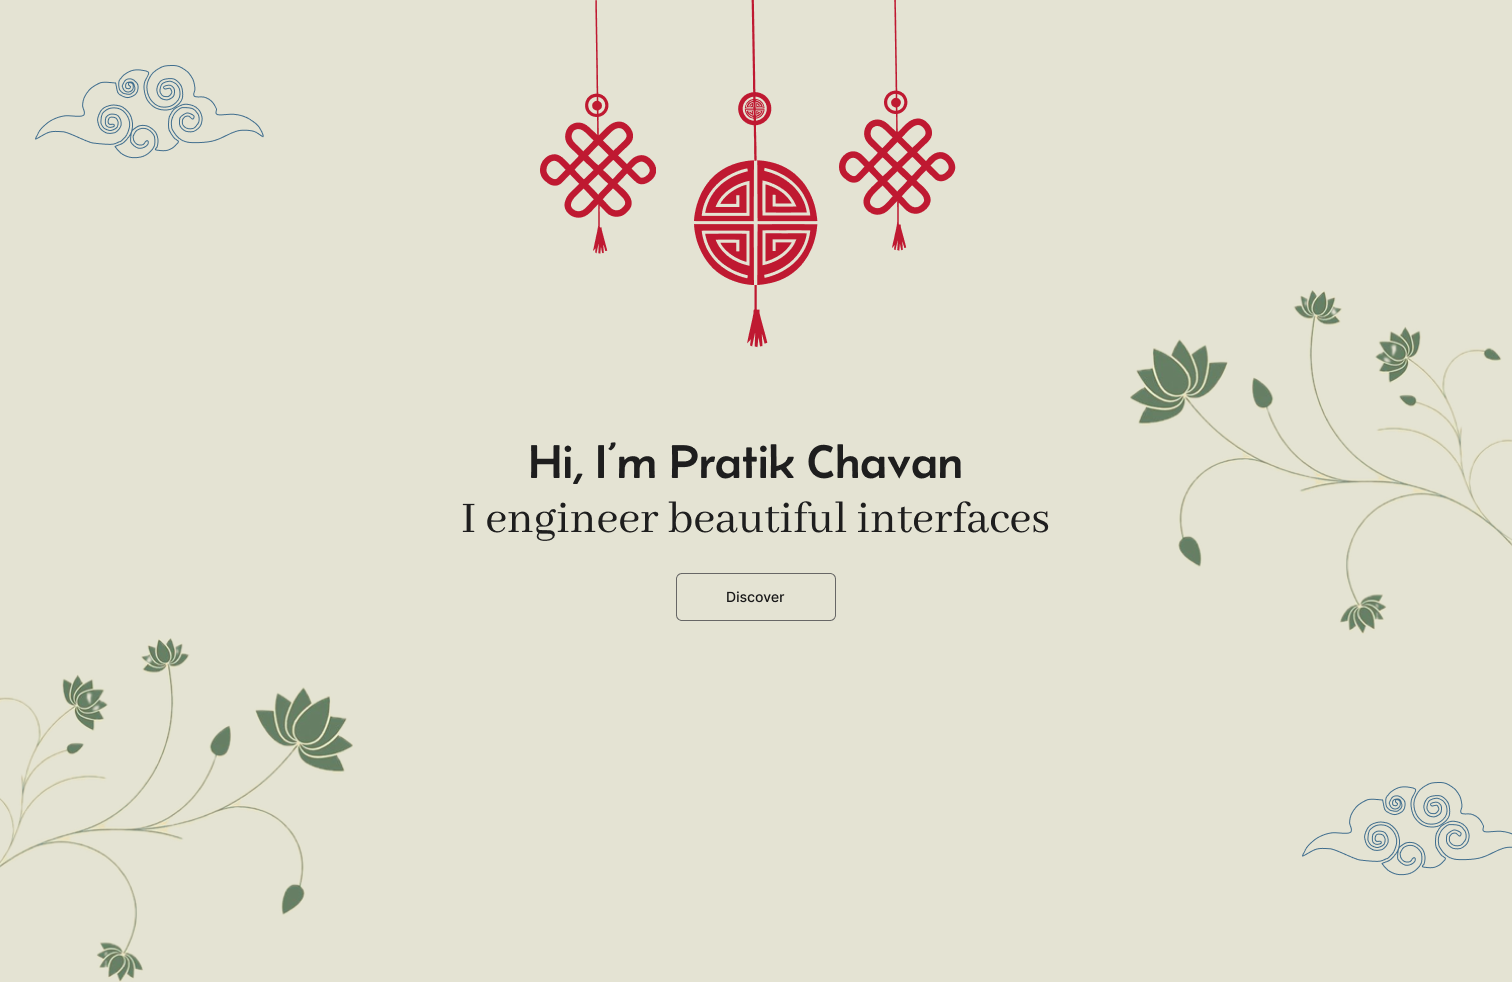 Hi, I´m Pratik Chavan
I engineer beautiful interfaces
Discover